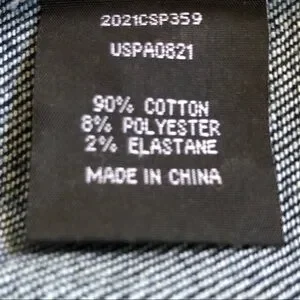 2021CSP359
USPA0821
90% COTTON
8% POLYESTER
2% ELASTANE
MADE IN CHINA